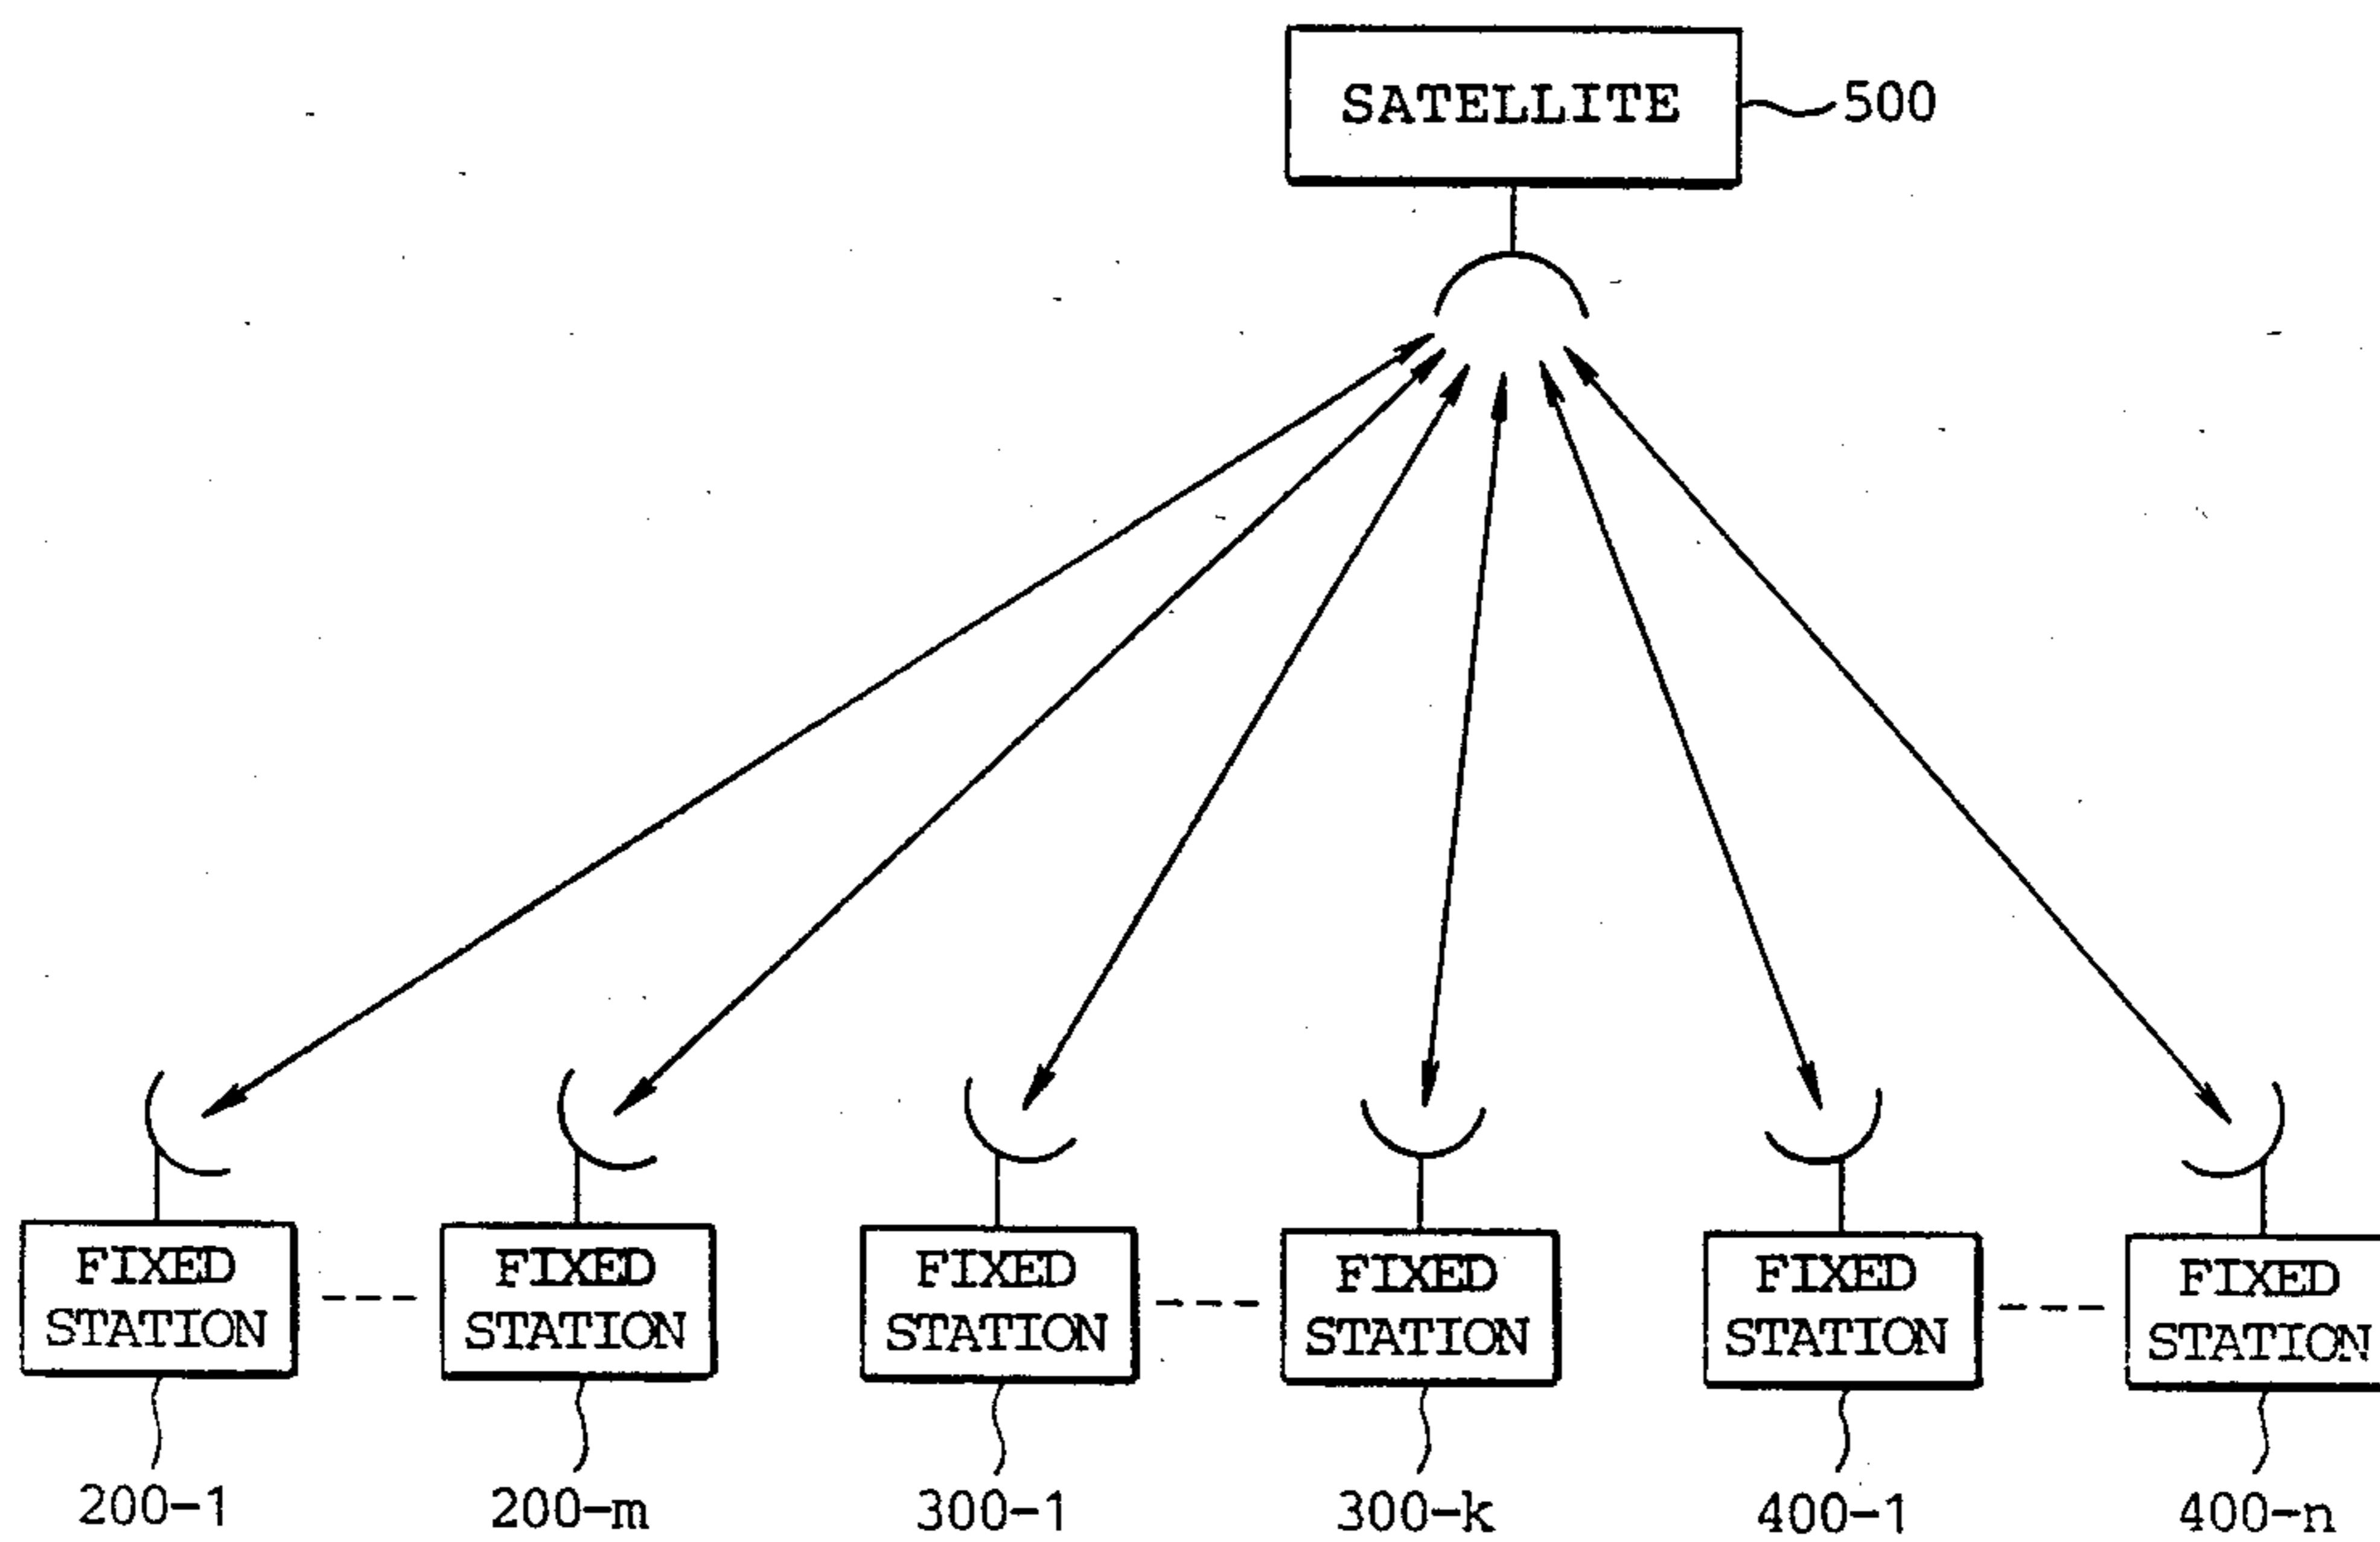 SATELLITE
500
FIXED
STATION
FIXED
STATION
FIXED
STATION
FIXED
STATION
FIXED
STATION
FIXED
STATION
200-1
200-m
300-1
300-k
400-1
400-n